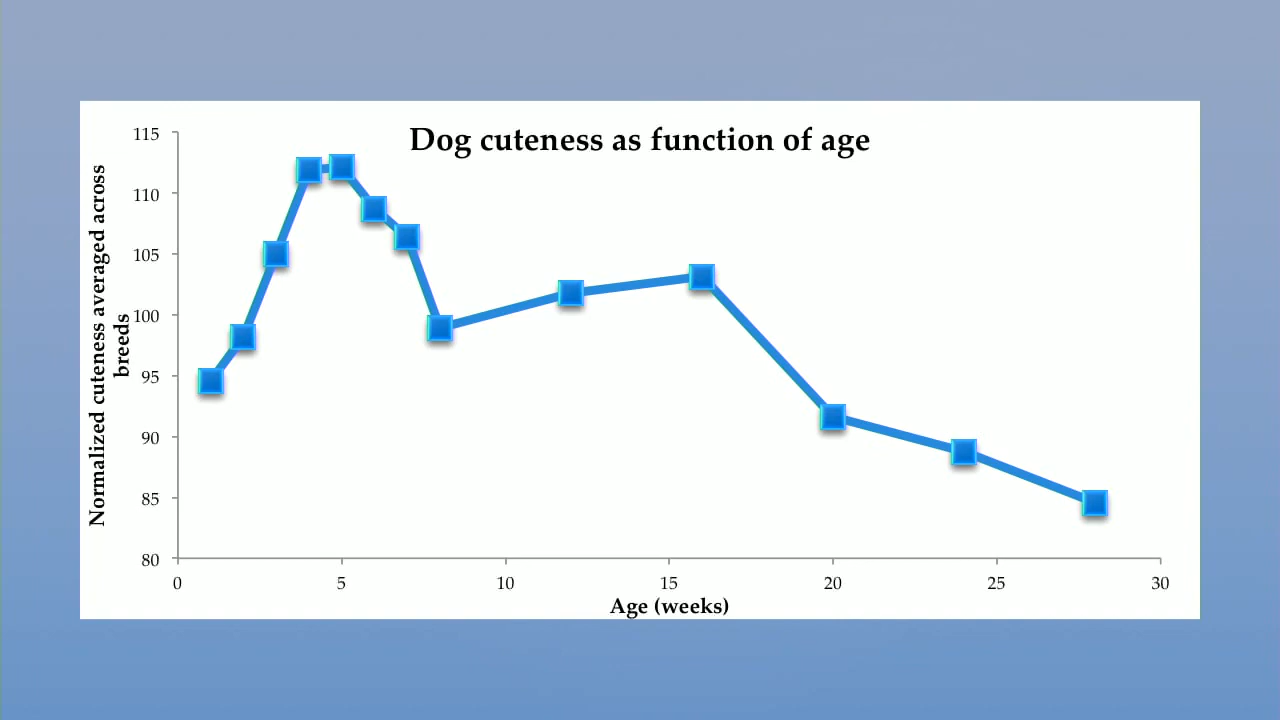 Dog cuteness as function of age
Normalized cuteness averaged across
breeds
115
110
105
100
95
90
85
80
0 5 10 15 20 25 30
Age (weeks)